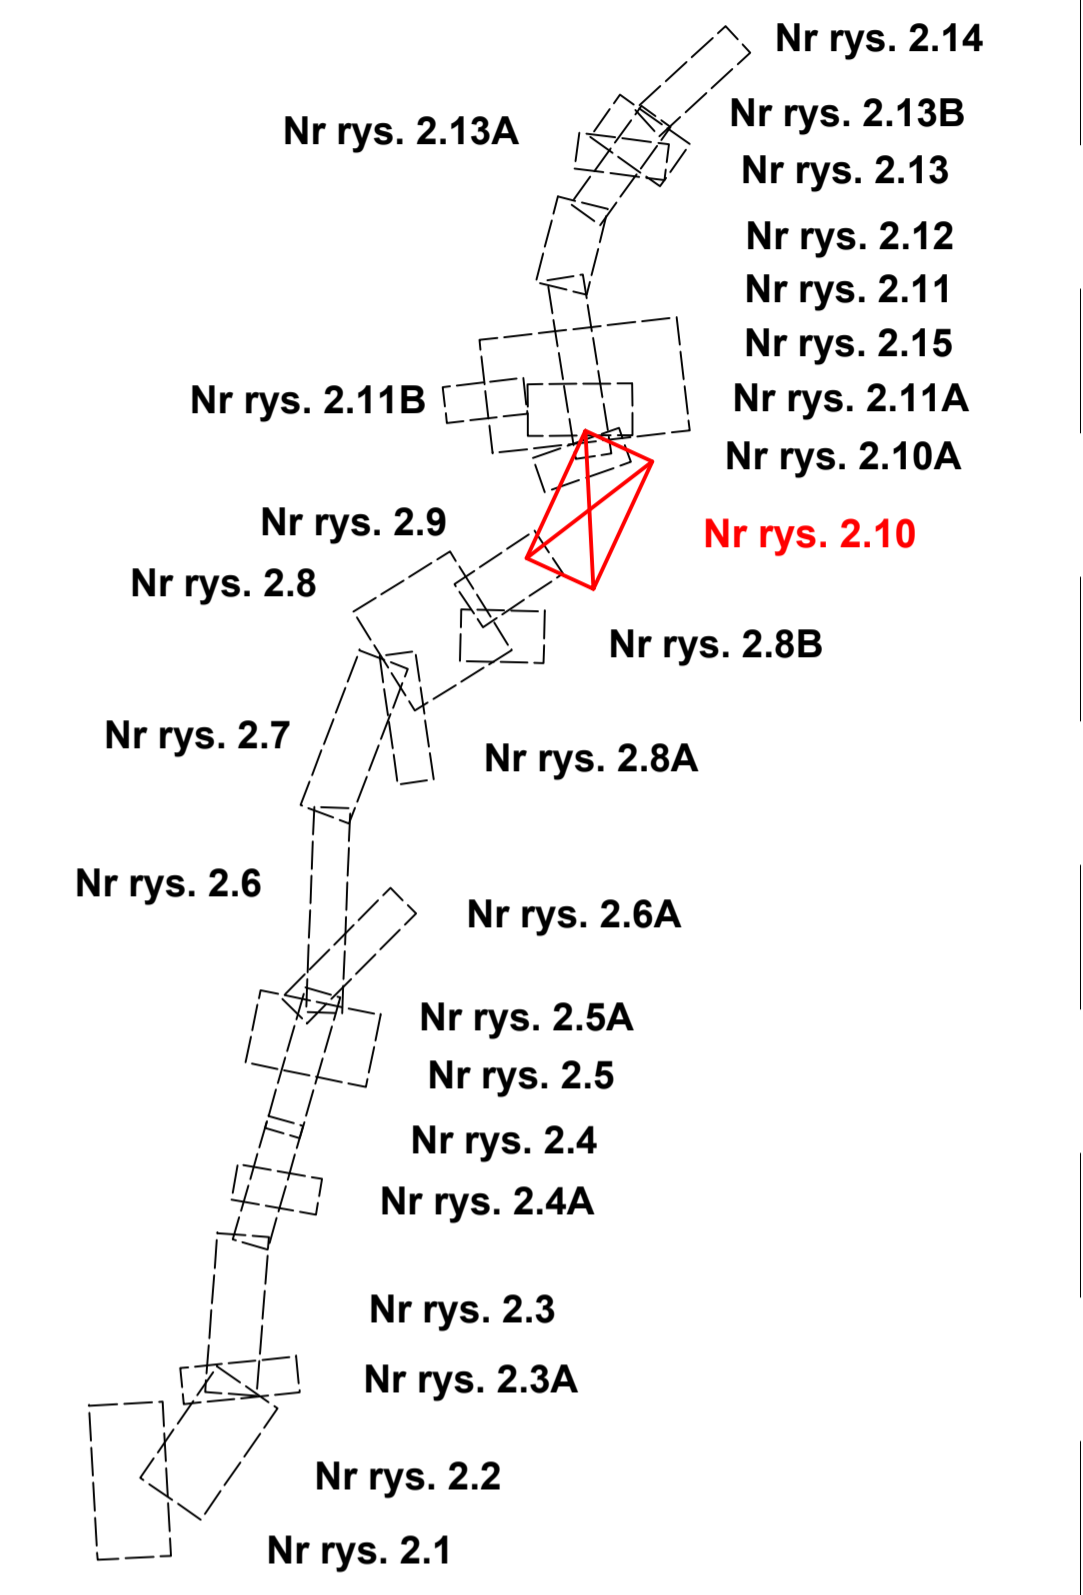 Nr rys. 2.14
Nr rys. 2.13B
Nr rys. 2.13A
Nr rys. 2.13
Nr rys. 2.12
Nr rys. 2.11
Nr rys. 2.15
Nr rys. 2.11B
Nr rys. 2.11A
Nr rys. 2.10A
Nr rys. 2.9
Nr rys. 2.10
Nr rys. 2.8
Nr rys. 2.8B
Nr rys. 2.7
Nr rys. 2.8A
Nr rys. 2.6
Nr rys. 2.6A
Nr rys. 2.5A
Nr rys. 2.5
Nr rys. 2.4
Nr rys. 2.4A
Nr rys. 2.3
Nr rys. 2.3A
Nr rys. 2.2
Nr rys. 2.1